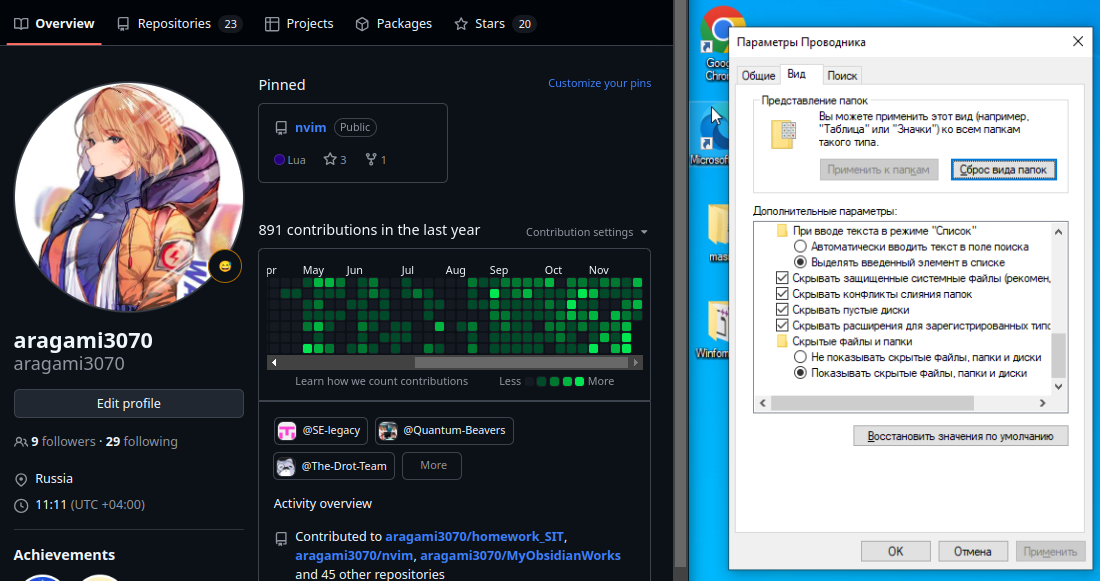 Overview Repositories 23 Projects Packages Stars 20
Pinned Customize your pins
nvim Public
Lua 3 1
891 contributions in the last year Contribution settings
pr May Jun Jul Aug Sep Oct Nov
Learn how we count contributions Less More
@SE-legacy @Quantum-Beavers
@The-Drot-Team More
Activity overview
Contributed to aragami3070/homework_SIT,
aragami3070/nvim, aragami3070/MyObsidianWorks
and 45 other repositories
aragami3070
aragami3070
Edit profile
9 followers · 29 following
Russia
11:11 (UTC +04:00)
Achievements
Goo
Chron
Microsof
mas
Winfom
Параметры Проводника
Общие Вид Поиск
Представление папок
Вы можете применить этот вид (например,
"Таблица" или "Значки") ко всем папкам
такого типа.
Применить к папкам Сброс вида папок
Дополнительные параметры:
При вводе текста в режиме "Список"
Автоматически вводить текст в поле поиска
Выделять введенный элемент в списке
Скрывать защищенные системные файлы (рекомен,
Скрывать конфликты слияния папок
Скрывать пустые диски
Скрывать расширения для зарегистрированных типо
Скрытые файлы и папки
Не показывать скрытые файлы, папки и диски
Показывать скрытые файлы, папки и диски
Восстановить значения по умолчанию
OK Отмена Применить